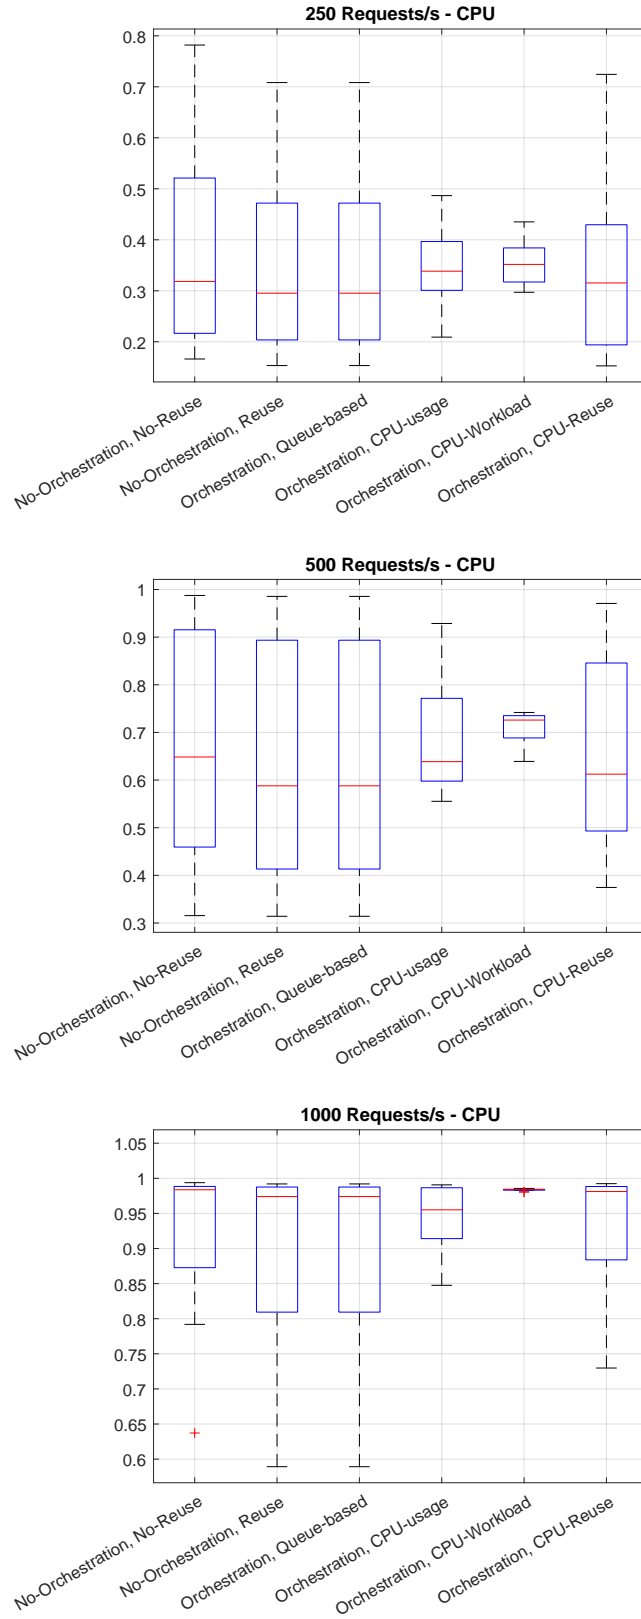 250 Requests/s - CPU
0.8
0.7
0.6
0.5
0.4
0.3
0.2
No-Orchestration, No-Reuse
No-Orchestration, Reuse
Orchestration, Queue-based
Orchestration, CPU-usage
Orchestration, CPU-Workload
Orchestration, CPU-Reuse
500 Requests/s - CPU
1
0.9
0.8
0.7
0.6
0.5
0.4
0.3
No-Orchestration, No-Reuse
No-Orchestration, Reuse
Orchestration, Queue-based
Orchestration, CPU-usage
Orchestration, CPU-Workload
Orchestration, CPU-Reuse
1000 Requests/s - CPU
1.05
1
0.95
0.9
0.85
0.8
0.75
0.7
0.65
0.6
No-Orchestration, No-Reuse
No-Orchestration, Reuse
Orchestration, Queue-based
Orchestration, CPU-usage
Orchestration, CPU-Workload
Orchestration, CPU-Reuse